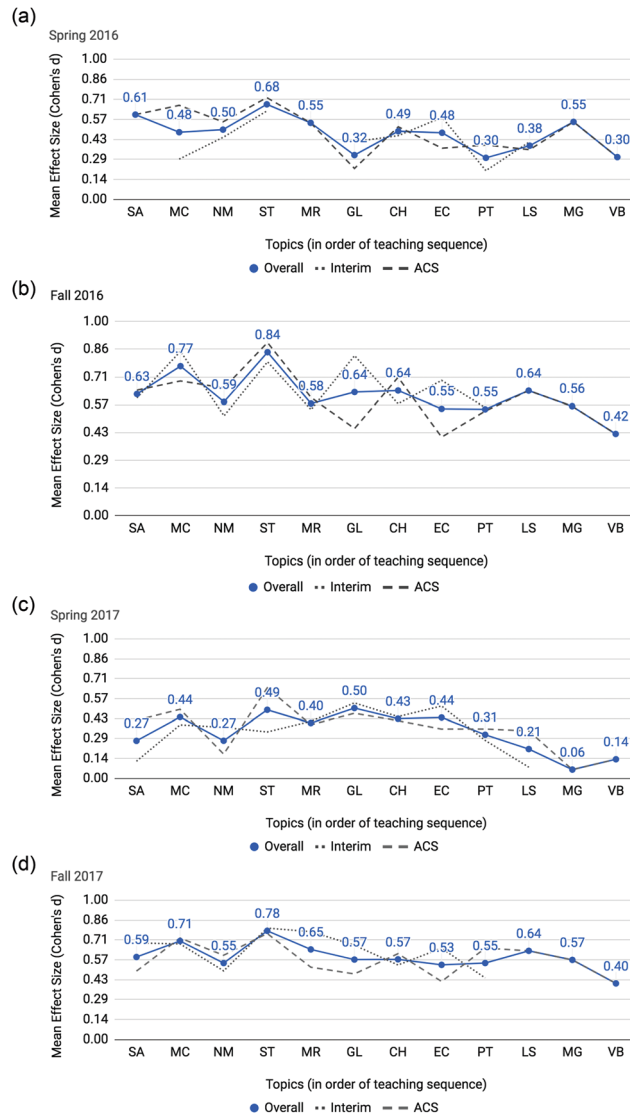 (a)
Spring 2016
Mean Effect Size (Cohen's d)
1.00
0.86
0.71
0.57
0.43
0.29
0.14
0.00
0.61 0.48 0.50 0.68 0.55 0.32 0.49 0.48 0.30 0.38 0.55 0.30
SA MC NM ST MR GL CH EC PT LS MG VB
Topics (in order of teaching sequence)
Overall Interim ACS
(b)
Fall 2016
Mean Effect Size (Cohen's d)
1.00
0.86
0.71
0.57
0.43
0.29
0.14
0.00
0.63 0.77 0.59 0.84 0.58 0.64 0.64 0.55 0.55 0.64 0.56 0.42
SA MC NM ST MR GL CH EC PT LS MG VB
Topics (in order of teaching sequence)
Overall Interim ACS
(c)
Spring 2017
Mean Effect Size (Cohen's d)
1.00
0.86
0.71
0.57
0.43
0.29
0.14
0.00
0.27 0.44 0.27 0.49 0.40 0.50 0.43 0.44 0.31 0.21 0.06 0.14
SA MC NM ST MR GL CH EC PT LS MG VB
Topics (in order of teaching sequence)
Overall Interim ACS
(d)
Fall 2017
Mean Effect Size (Cohen's d)
1.00
0.86
0.71
0.57
0.43
0.29
0.14
0.00
0.59 0.71 0.55 0.78 0.65 0.57 0.57 0.53 0.55 0.64 0.57 0.40
SA MC NM ST MR GL CH EC PT LS MG VB
Topics (in order of teaching sequence)
Overall Interim ACS